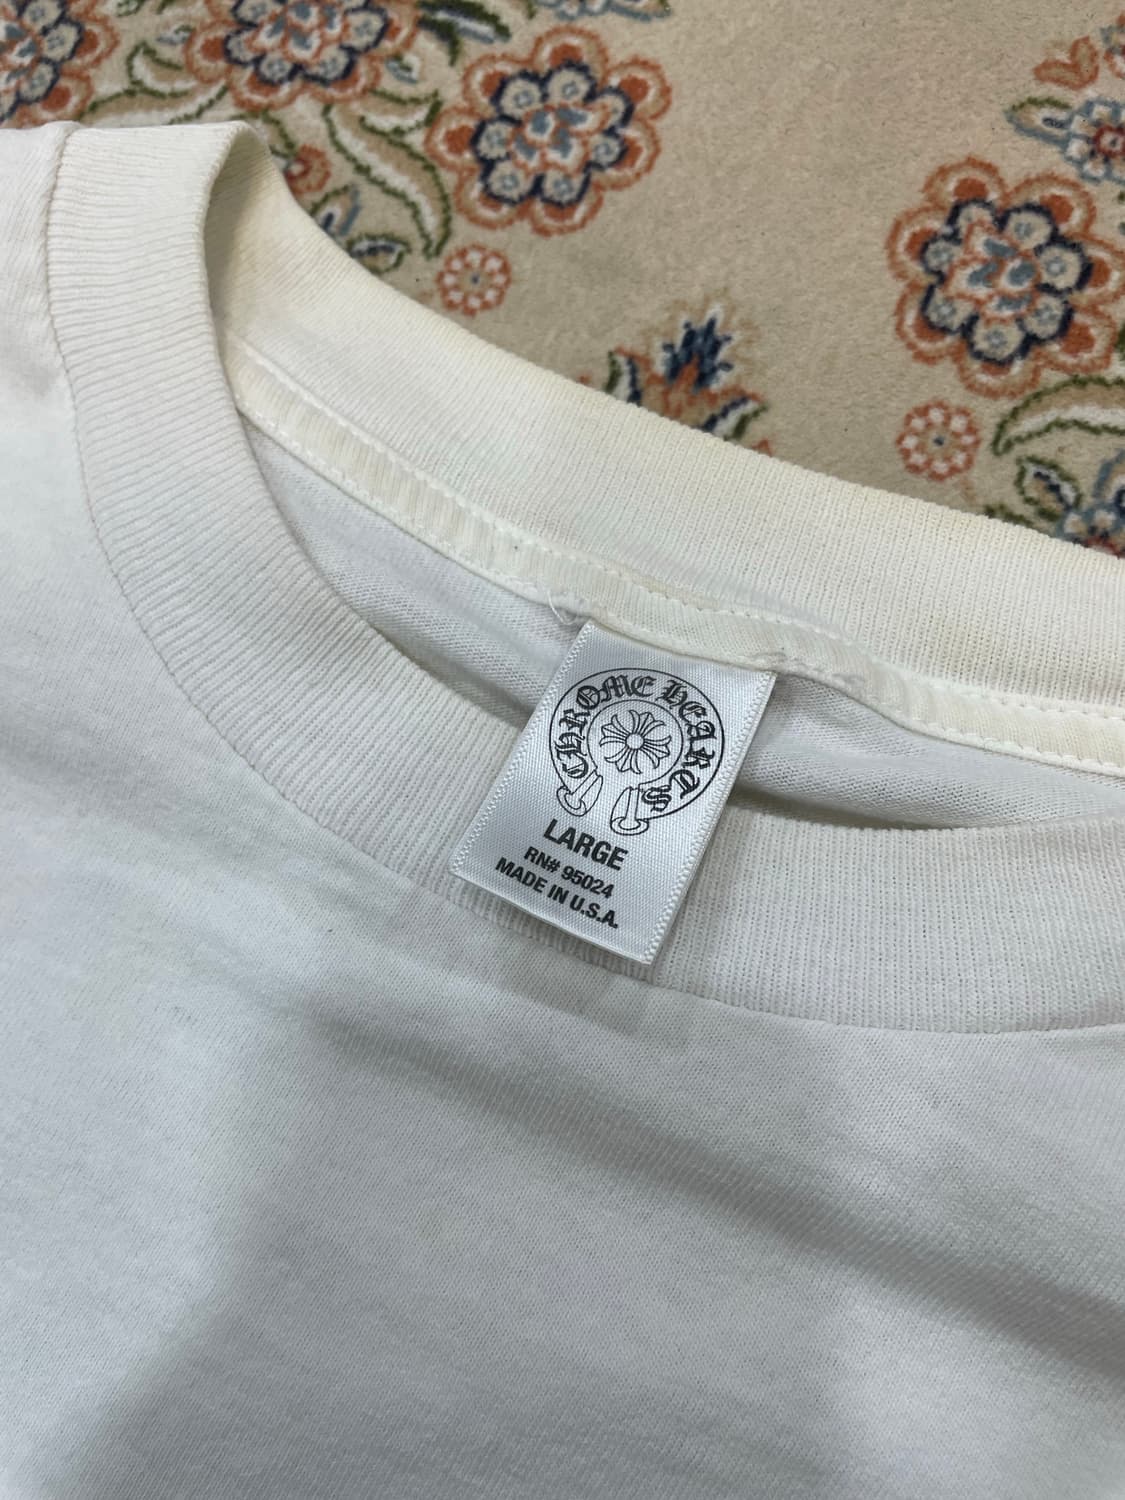 CHROME HEARTS
LARGE
RN# 95024
MADE IN U.S.A.